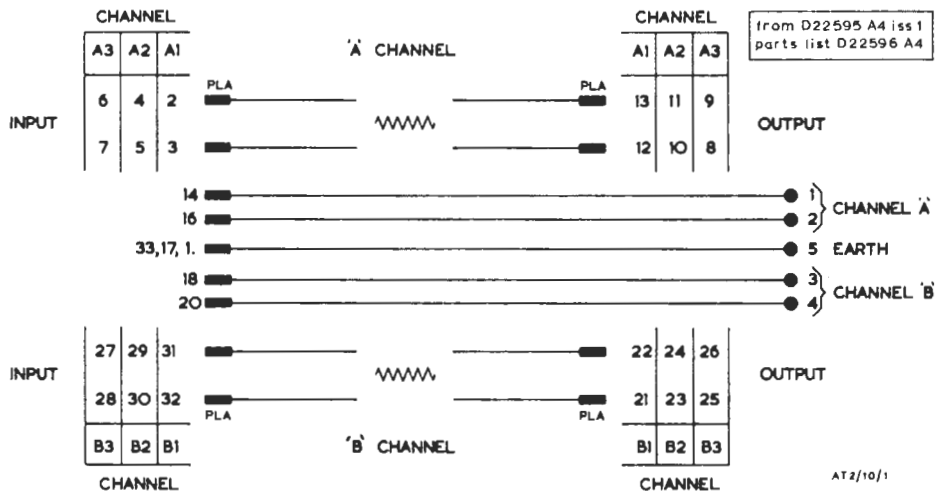 CHANNEL
CHANNEL
from D22595 A4 iss 1
parts list D22596 A4
A3 A2 A1
'A' CHANNEL
A1 A2 A3
PLA
PLA
6 4 2
13 11 9
INPUT
OUTPUT
7 5 3
12 10 8
14
1
CHANNEL 'A'
16
2
33,17, 1.
5 EARTH
18
3
CHANNEL 'B'
20
4
27 29 31
22 24 26
INPUT
OUTPUT
28 30 32
21 23 25
PLA
PLA
B3 B2 B1
'B' CHANNEL
B1 B2 B3
CHANNEL
CHANNEL
AT2/10/1